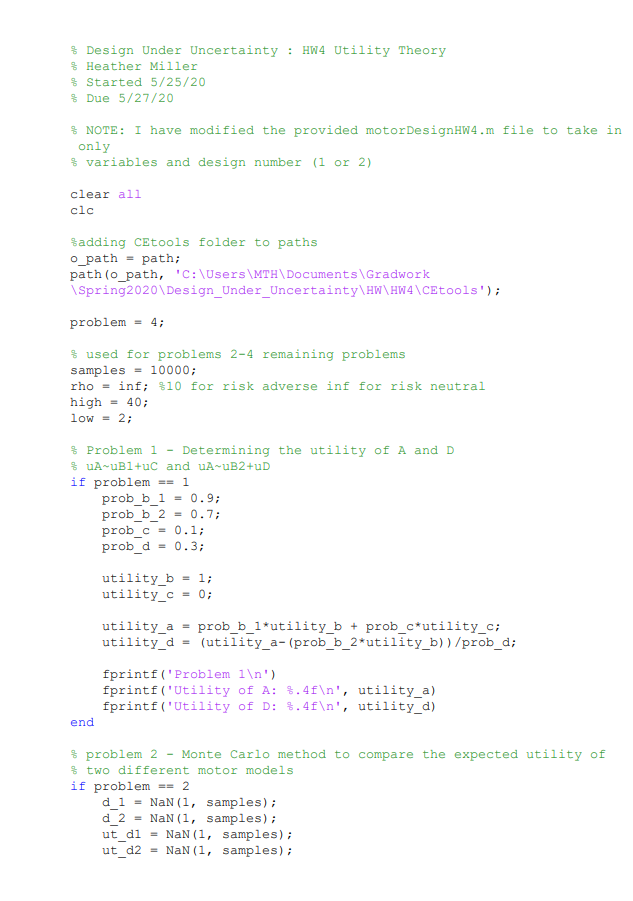 % Design Under Uncertainty : HW4 Utility Theory
% Heather Miller
% Started 5/25/20
% Due 5/27/20
% NOTE: I have modified the provided motorDesignHW4.m file to take in
only
% variables and design number (1 or 2)
clear all
clc
%adding CEtools folder to paths
o_path = path;
path(o_path, 'C:\Users\MTH\Documents\Gradwork
\Spring2020\Design_Under_Uncertainty\HW\HW4\CEtools');
problem = 4;
% used for problems 2-4 remaining problems
samples = 10000;
rho = inf; %10 for risk adverse inf for risk neutral
high = 40;
low = 2;
% Problem 1 - Determining the utility of A and D
% uA~uB1+uC and uA~uB2+uD
if problem == 1
    prob_b_1 = 0.9;
    prob_b_2 = 0.7;
    prob_c = 0.1;
    prob_d = 0.3;
    utility_b = 1;
    utility_c = 0;
    utility_a = prob_b_1*utility_b + prob_c*utility_c;
    utility_d = (utility_a-(prob_b_2*utility_b))/prob_d;
    fprintf('Problem 1\n')
    fprintf('Utility of A: %.4f\n', utility_a)
    fprintf('Utility of D: %.4f\n', utility_d)
end
% problem 2 - Monte Carlo method to compare the expected utility of
% two different motor models
if problem == 2
    d_1 = NaN(1, samples);
    d_2 = NaN(1, samples);
    ut_d1 = NaN(1, samples);
    ut_d2 = NaN(1, samples);